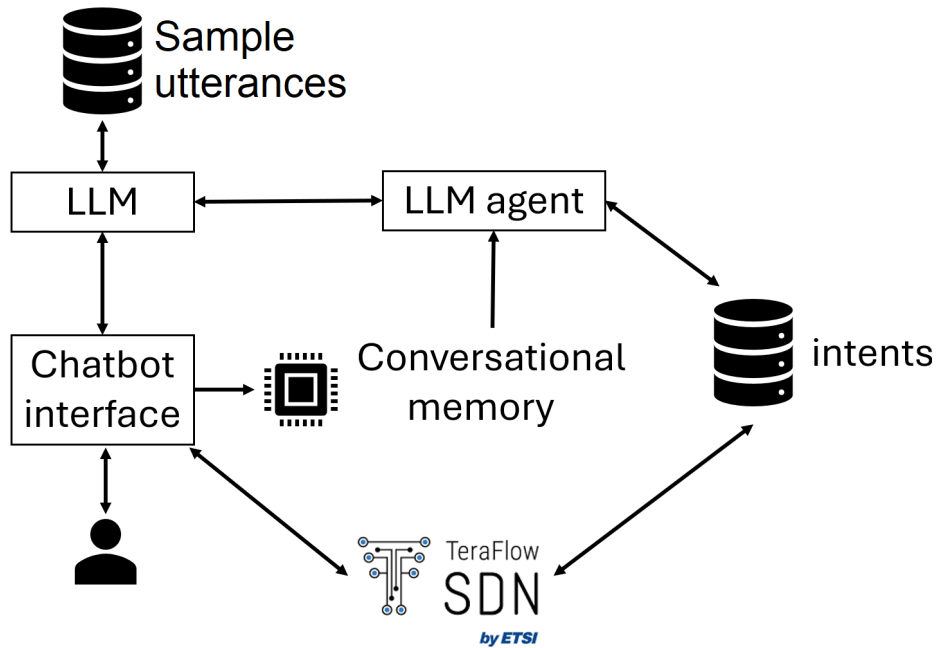 Sample
utterances
LLM
LLM agent
Chatbot
interface
Conversational
memory
intents
TeraFlow
SDN
by ETSI